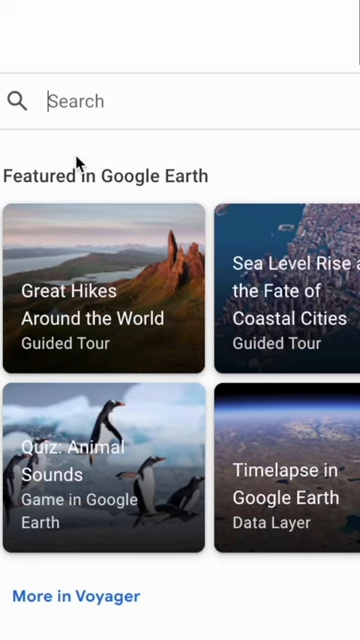 Search
Featured in Google Earth
Great Hikes
Around the World
Guided Tour
Sea Level Rise a
the Fate of
Coastal Cities
Guided Tour
Quiz: Animal
Sounds
Game in Google
Earth
Timelapse in
Google Earth
Data Layer
More in Voyager